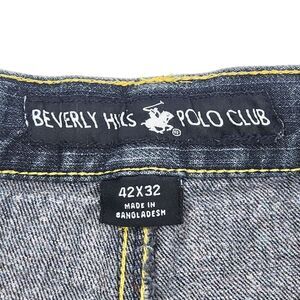 BEVERLY HILLS POLO CLUB
®
42X32
MADE IN
BANGLADESH